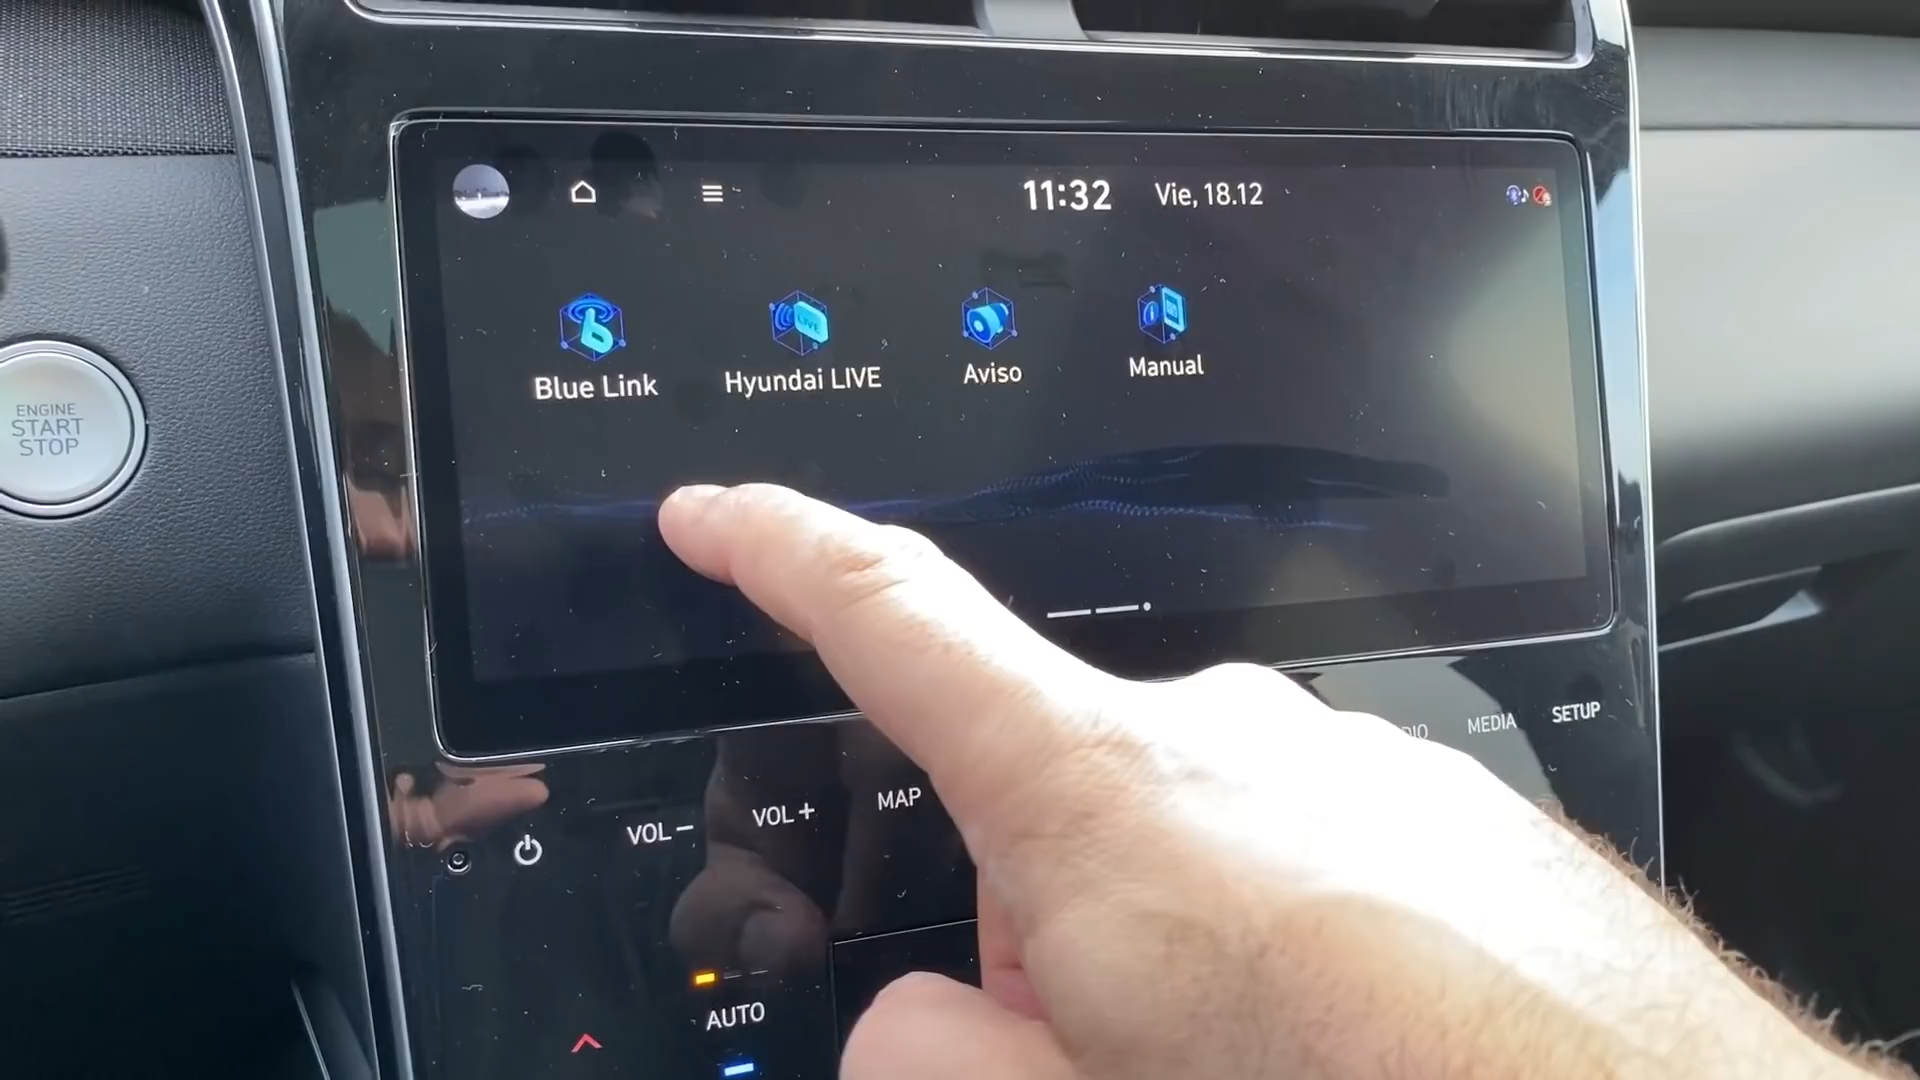 11:32 Vie, 18.12
Blue Link
Hyundai LIVE
LIVE
Aviso
Manual
ENGINE
START
STOP
MEDIA
SETUP
VOL−
VOL+
MAP
AUTO